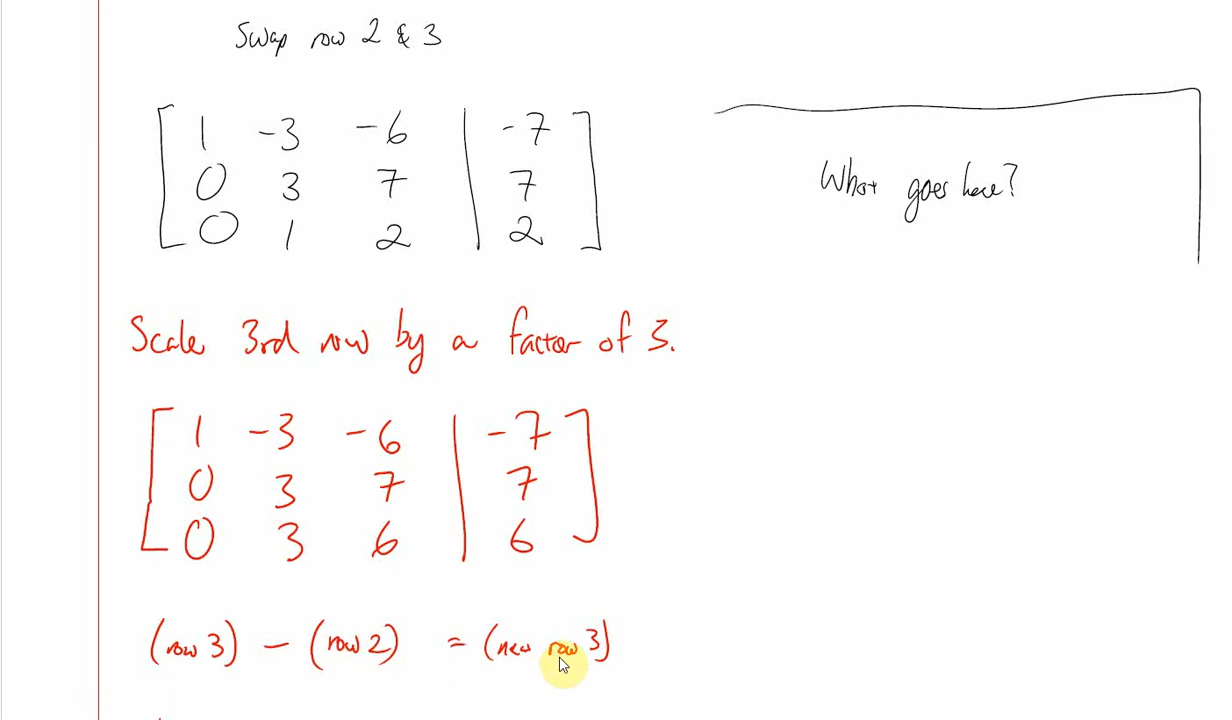 Swap row 2 & 3
1 -3 -6 | -7
0 3 7 | 7
0 1 2 | 2
What goes here?
Scale 3rd row by a factor of 3.
1 -3 -6 | -7
0 3 7 | 7
0 3 6 | 6
(row 3) - (row 2) = (new row 3)